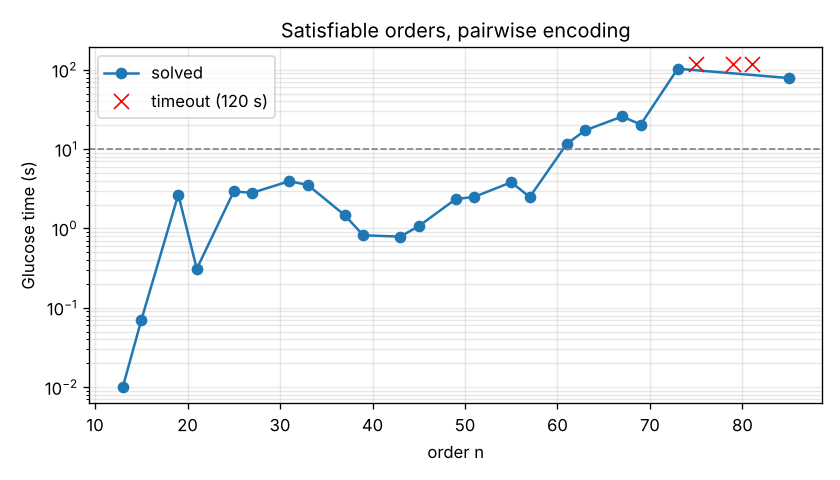 Satisfiable orders, pairwise encoding
solved
timeout (120 s)
10²
10¹
10⁰
10⁻¹
10⁻²
Glucose time (s)
10 20 30 40 50 60 70 80
order n